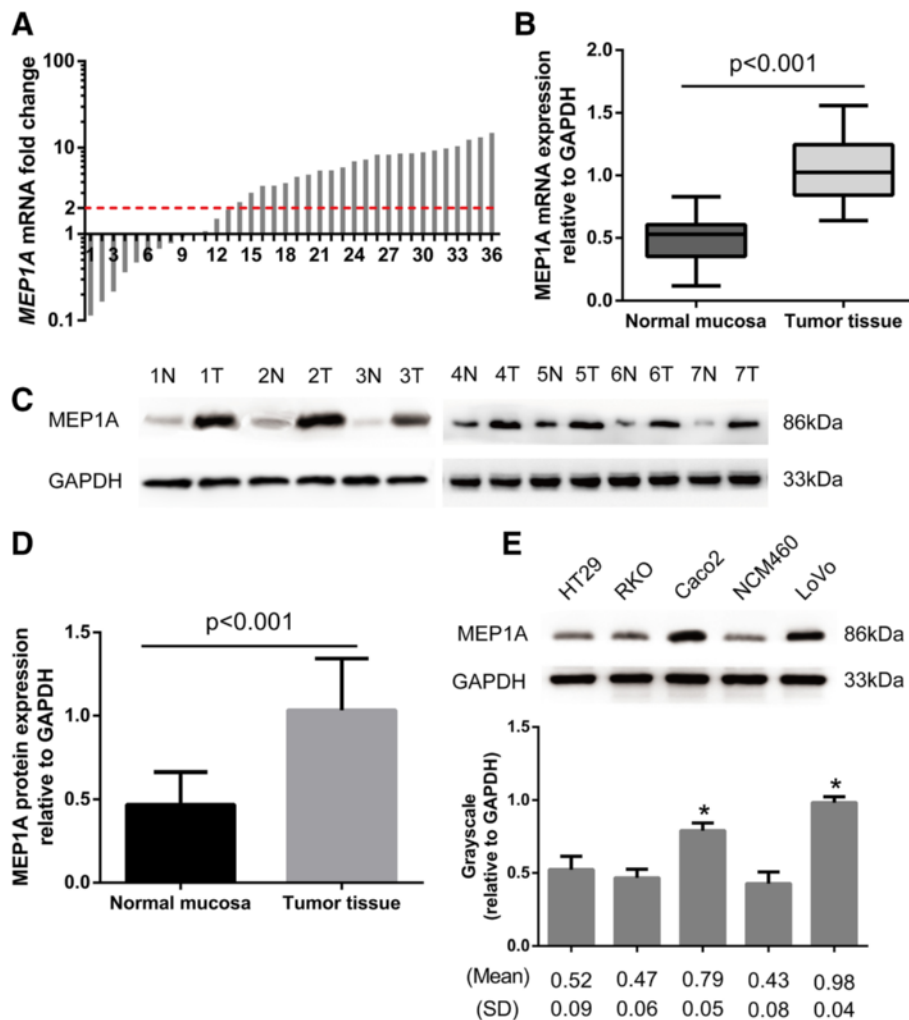 A
MEP1A mRNA fold change
100
10
2
1
0.1
1 3 6 9 12 15 18 21 24 27 30 33 36
B
MEP1A mRNA expression
relative to GAPDH
2.0
1.5
1.0
0.5
0.0
p<0.001
Normal mucosa Tumor tissue
C
1N 1T 2N 2T 3N 3T 4N 4T 5N 5T 6N 6T 7N 7T
MEP1A 86kDa
GAPDH 33kDa
D
MEP1A protein expression
relative to GAPDH
1.5
1.0
0.5
0.0
p<0.001
Normal mucosa Tumor tissue
E
HT29 RKO Caco2 NCM460 LoVo
MEP1A 86kDa
GAPDH 33kDa
Grayscale
(relative to GAPDH)
1.5
1.0
0.5
0.0
* *
(Mean) 0.52 0.47 0.79 0.43 0.98
(SD) 0.09 0.06 0.05 0.08 0.04